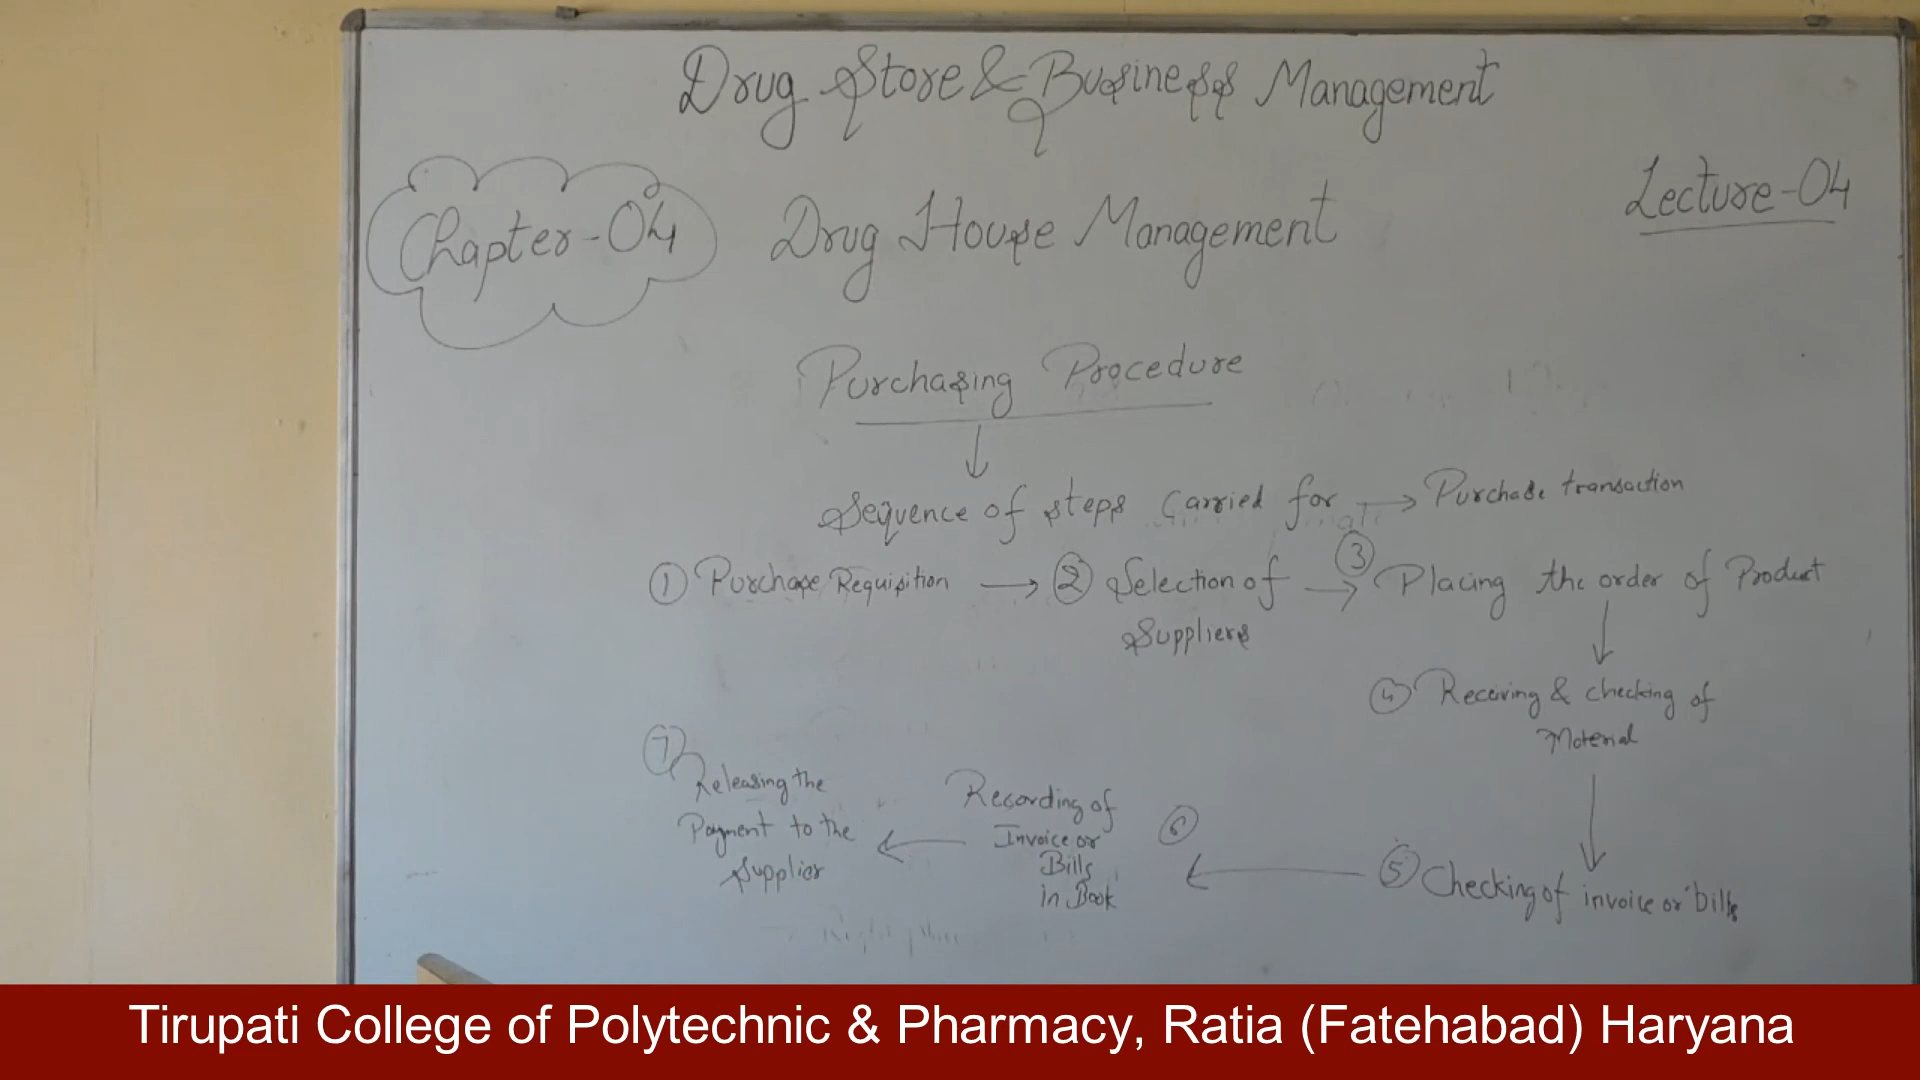 Drug Store & Business Management
Lecture-04
Chapter-04
Drug House Management
Purchasing Procedure
↓
Sequence of steps Carried for → Purchase transaction
① Purchase Requisition → ② Selection of Suppliers → ③ Placing the order of Product
↓
④ Receiving & checking of
Material
↓
⑤ Checking of invoice or bills
←
⑥
Recording of
Invoice or
Bills
in Book
←
⑦
Releasing the
Payment to the
Supplier
Tirupati College of Polytechnic & Pharmacy, Ratia (Fatehabad) Haryana